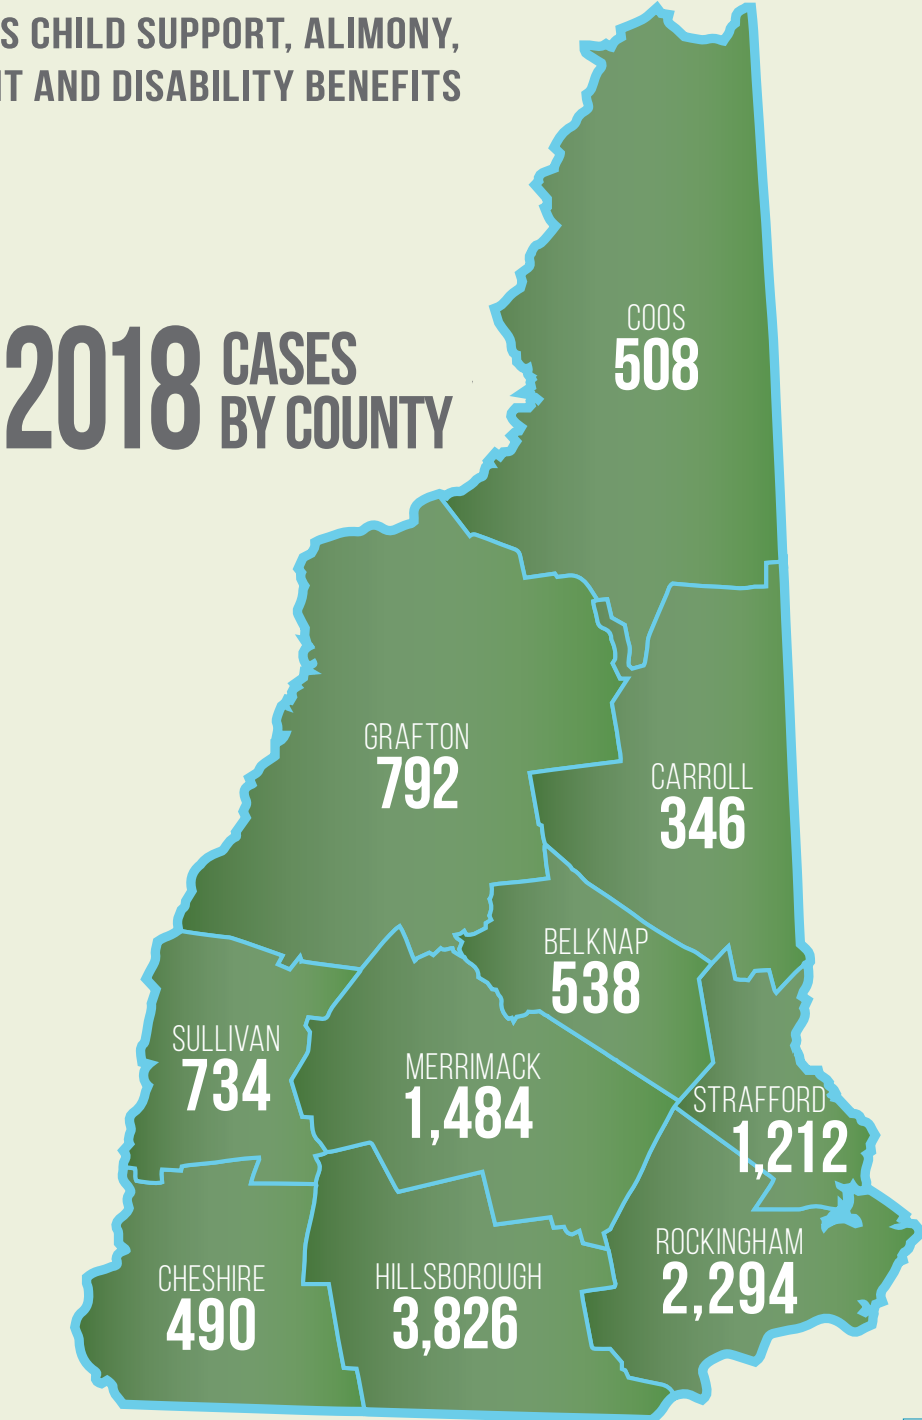 S CHILD SUPPORT, ALIMONY,
T AND DISABILITY BENEFITS
2018 CASES
BY COUNTY
COOS
508
GRAFTON
792
CARROLL
346
BELKNAP
538
SULLIVAN
734
MERRIMACK
1,484
STRAFFORD
1,212
ROCKINGHAM
2,294
CHESHIRE
490
HILLSBOROUGH
3,826